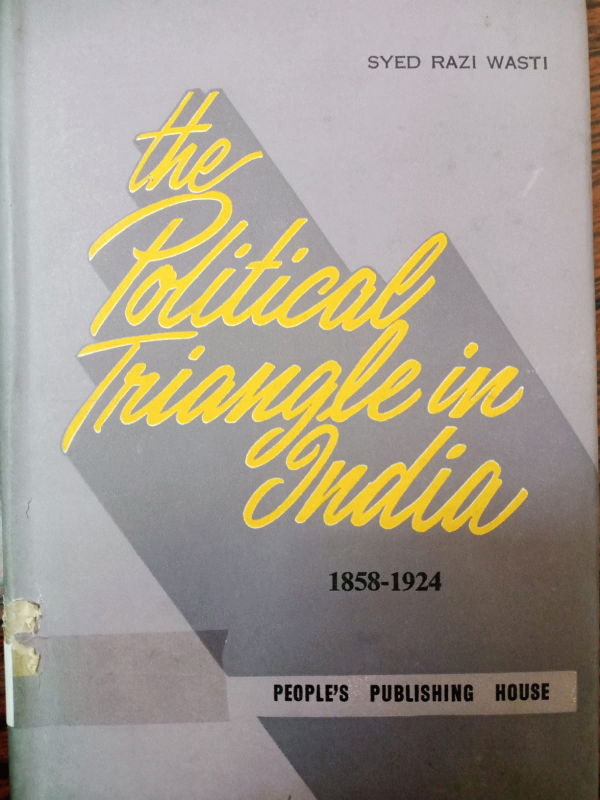 SYED RAZI WASTI
the
Political
Triangle in
India
1858-1924
PEOPLE'S PUBLISHING HOUSE